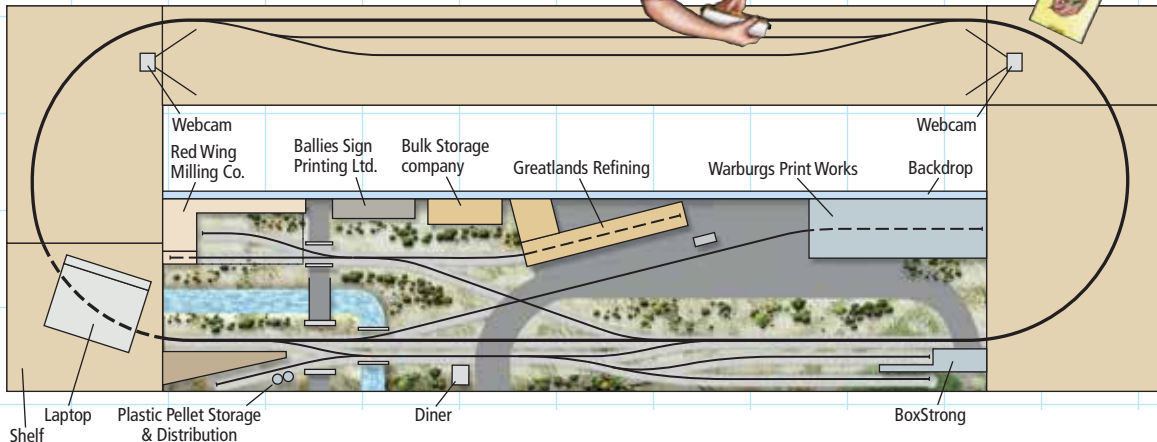 Webcam
Webcam
Red Wing
Milling Co.
Ballies Sign
Printing Ltd.
Bulk Storage
company
Greatlands Refining
Warburgs Print Works
Backdrop
Shelf
Laptop
Plastic Pellet Storage
& Distribution
Diner
BoxStrong